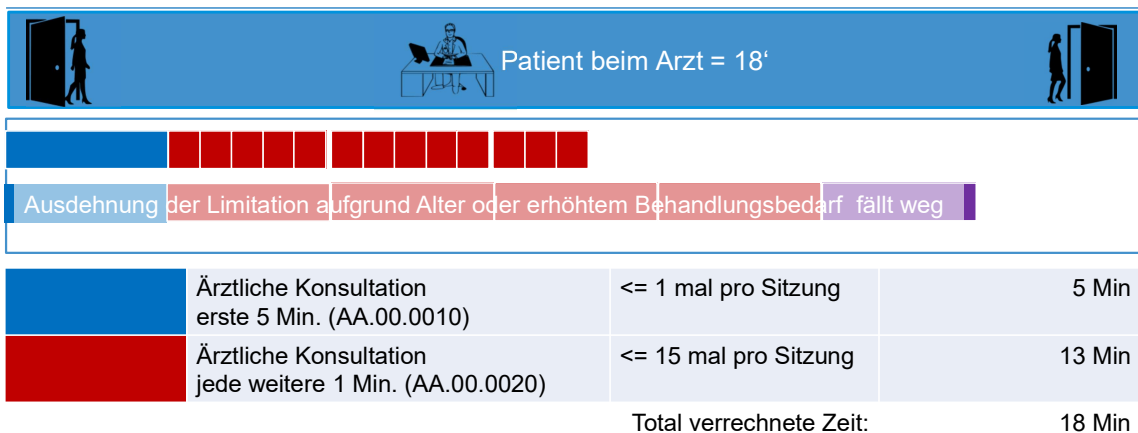 Patient beim Arzt = 18‘
Ausdehnung der Limitation aufgrund Alter oder erhöhtem Behandlungsbedarf fällt weg
Ärztliche Konsultation <= 1 mal pro Sitzung 5 Min
erste 5 Min. (AA.00.0010)
Ärztliche Konsultation <= 15 mal pro Sitzung 13 Min
jede weitere 1 Min. (AA.00.0020)
Total verrechnete Zeit: 18 Min